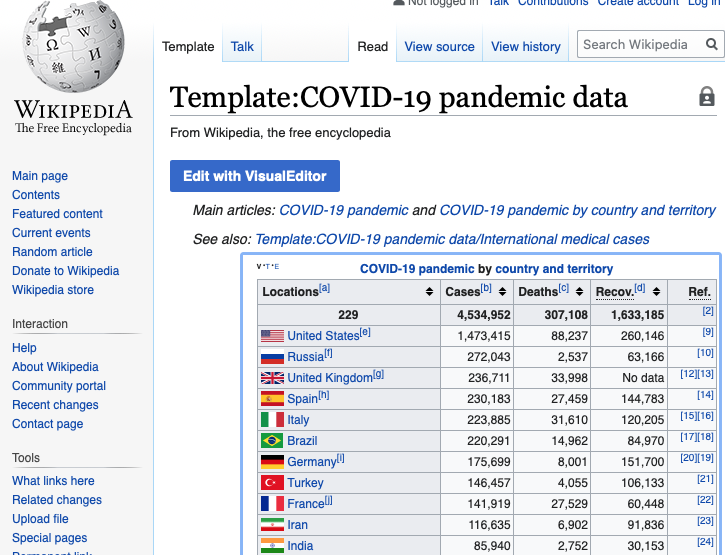 Not logged in Talk Contributions Create account Log in
Template Talk Read View source View history Search Wikipedia
WIKIPEDIA
The Free Encyclopedia
Template:COVID-19 pandemic data
From Wikipedia, the free encyclopedia
Edit with VisualEditor
Main articles: COVID-19 pandemic and COVID-19 pandemic by country and territory
See also: Template:COVID-19 pandemic data/International medical cases
Main page
Contents
Featured content
Current events
Random article
Donate to Wikipedia
Wikipedia store
Interaction
Help
About Wikipedia
Community portal
Recent changes
Contact page
Tools
What links here
Related changes
Upload file
Special pages
Permanent link
V·T·E COVID-19 pandemic by country and territory
Locations[a] Cases[b] Deaths[c] Recov.[d] Ref.
229 4,534,952 307,108 1,633,185 [2]
United States[e] 1,473,415 88,237 260,146 [9]
Russia[f] 272,043 2,537 63,166 [10]
United Kingdom[g] 236,711 33,998 No data [12][13]
Spain[h] 230,183 27,459 144,783 [14]
Italy 223,885 31,610 120,205 [15][16]
Brazil 220,291 14,962 84,970 [17][18]
Germany[i] 175,699 8,001 151,700 [20][19]
Turkey 146,457 4,055 106,133 [21]
France[j] 141,919 27,529 60,448 [22]
Iran 116,635 6,902 91,836 [23]
India 85,940 2,752 30,153 [24]